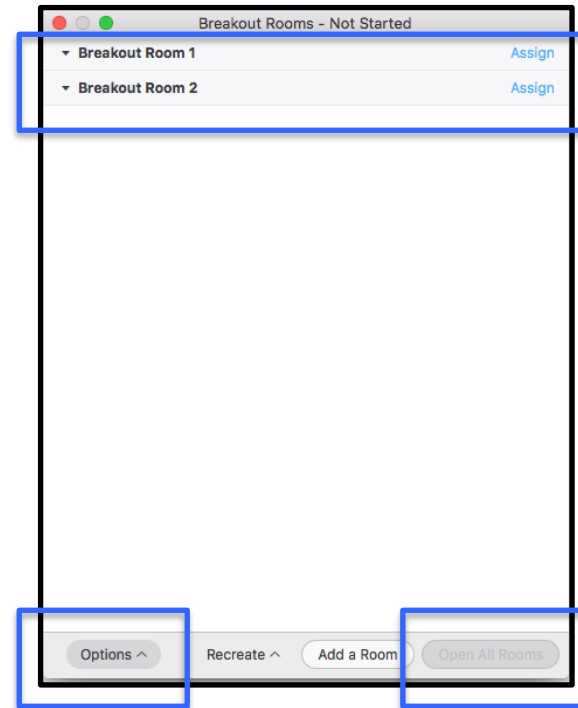 Breakout Rooms - Not Started
Breakout Room 1 Assign
Breakout Room 2 Assign
Options Recreate Add a Room Open All Rooms